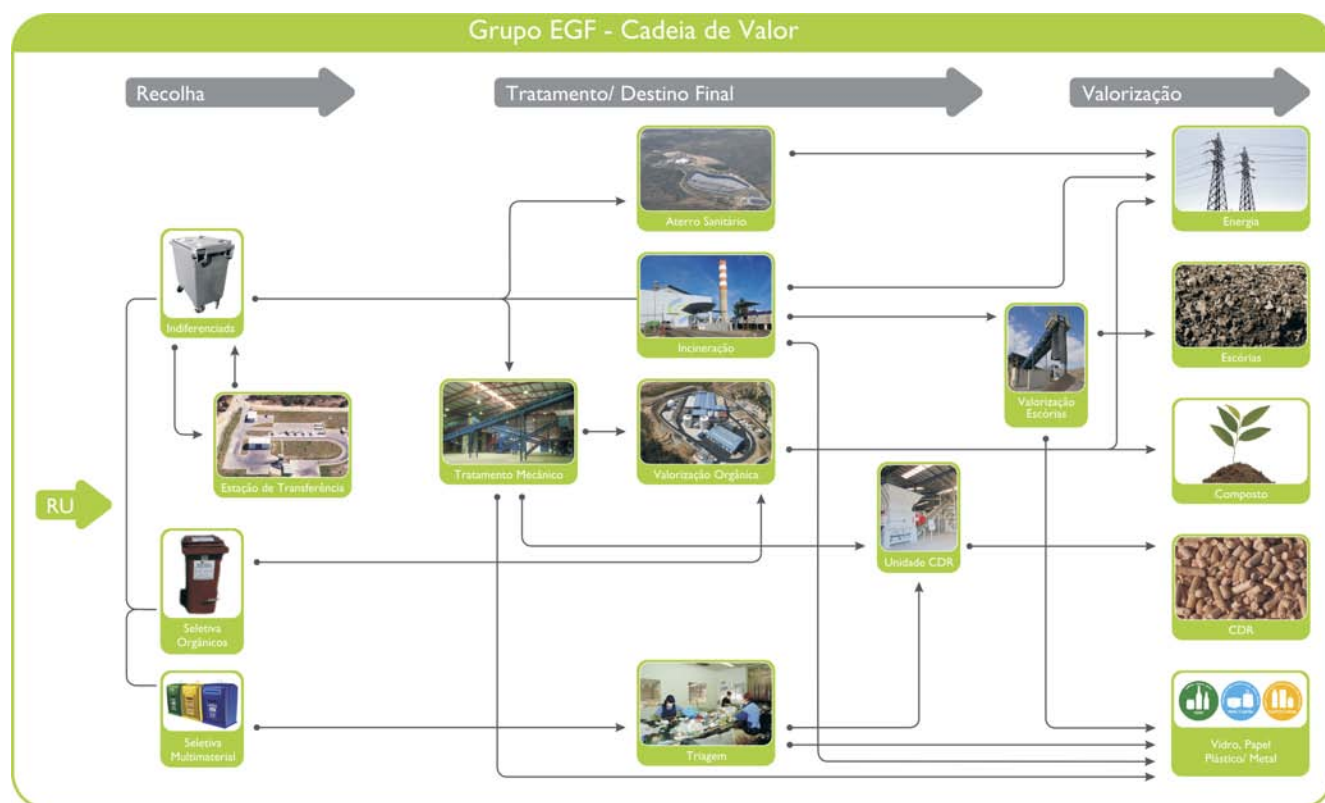 Grupo EGF - Cadeia de Valor
Recolha
Tratamento/ Destino Final
Valorização
Aterro Sanitário
Energia
Indiferenciada
Incineração
Escórias
Valorização
Escórias
Estação de Transferência
Tratamento Mecânico
Valorização Orgânica
Composto
RU
Unidade CDR
Seletiva
Orgânicos
CDR
Seletiva
Multimaterial
Triagem
Vidro, Papel
Plástico/ Metal